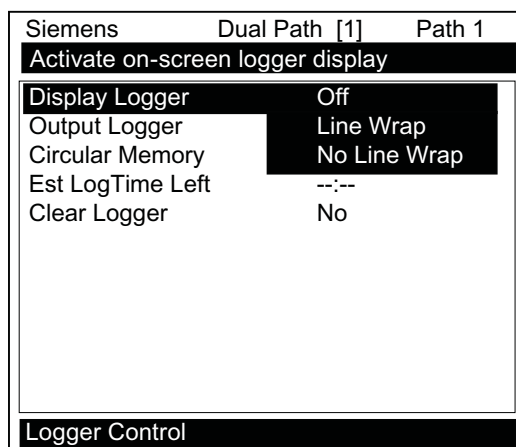 Siemens Dual Path [1] Path 1
Activate on-screen logger display
Display Logger Off
Output Logger Line Wrap
Circular Memory No Line Wrap
Est LogTime Left --:--
Clear Logger No
Logger Control